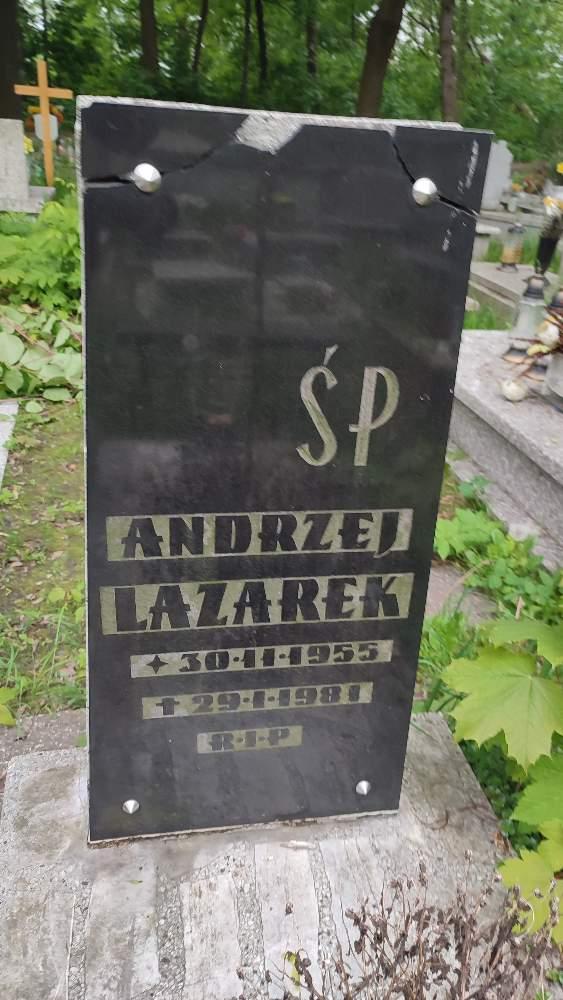 ŚP
ANDRZEJ
LAZAREK
✦ 30·11·1955
✝ 29·1·1981
R·I·P